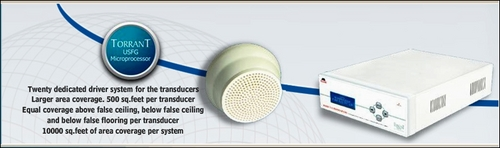 TORRANT
USFG
Microprocessor
Twenty dedicated driver system for the transducers
Larger area coverage. 500 sq.feet per transducer
Equal coverage above false ceiling, below false ceiling
and below false flooring per transducer
10000 sq.feet of area coverage per system